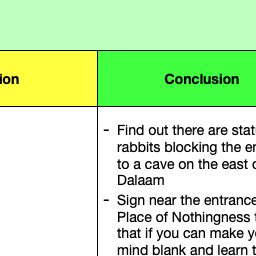 ion Conclusion
- Find out there are stat
rabbits blocking the en
to a cave on the east o
Dalaam
- Sign near the entrance
Place of Nothingness t
that if you can make yo
mind blank and learn t